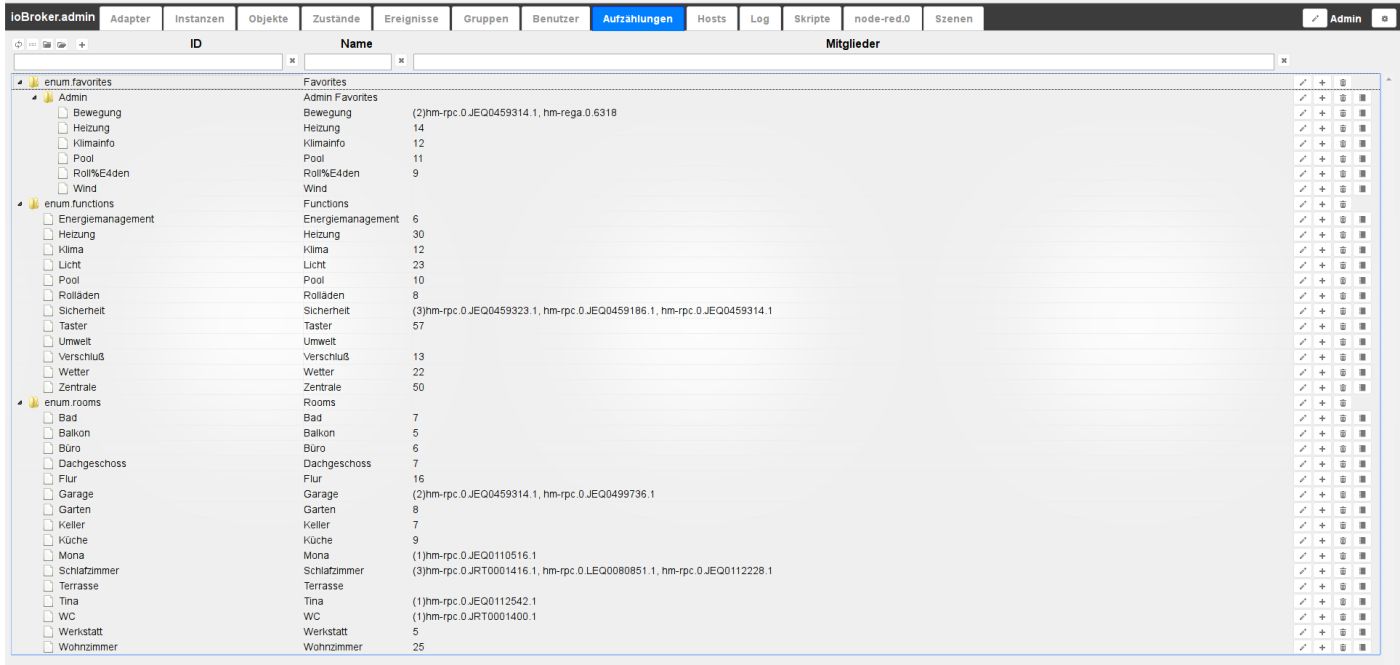 ioBroker.admin Adapter Instanzen Objekte Zustände Ereignisse Gruppen Benutzer Aufzählungen Hosts Log Skripte node-red.0 Szenen Admin
ID Name Mitglieder
enum.favorites Favorites
Admin Admin Favorites
Bewegung Bewegung (2)hm-rpc.0.JEQ0459314.1, hm-rega.0.6318
Heizung Heizung 14
Klimainfo Klimainfo 12
Pool Pool 11
Roll%E4den Roll%E4den 9
Wind Wind
enum.functions Functions
Energiemanagement Energiemanagement 6
Heizung Heizung 30
Klima Klima 12
Licht Licht 23
Pool Pool 10
Rolläden Rolläden 8
Sicherheit Sicherheit (3)hm-rpc.0.JEQ0459323.1, hm-rpc.0.JEQ0459186.1, hm-rpc.0.JEQ0459314.1
Taster Taster 57
Umwelt Umwelt
Verschluß Verschluß 13
Wetter Wetter 22
Zentrale Zentrale 50
enum.rooms Rooms
Bad Bad 7
Balkon Balkon 5
Büro Büro 6
Dachgeschoss Dachgeschoss 7
Flur Flur 16
Garage Garage (2)hm-rpc.0.JEQ0459314.1, hm-rpc.0.JEQ0499736.1
Garten Garten 8
Keller Keller 7
Küche Küche 9
Mona Mona (1)hm-rpc.0.JEQ0110516.1
Schlafzimmer Schlafzimmer (3)hm-rpc.0.JRT0001416.1, hm-rpc.0.LEQ0080851.1, hm-rpc.0.JEQ0112228.1
Terrasse Terrasse
Tina Tina (1)hm-rpc.0.JEQ0112542.1
WC WC (1)hm-rpc.0.JRT0001400.1
Werkstatt Werkstatt 5
Wohnzimmer Wohnzimmer 25